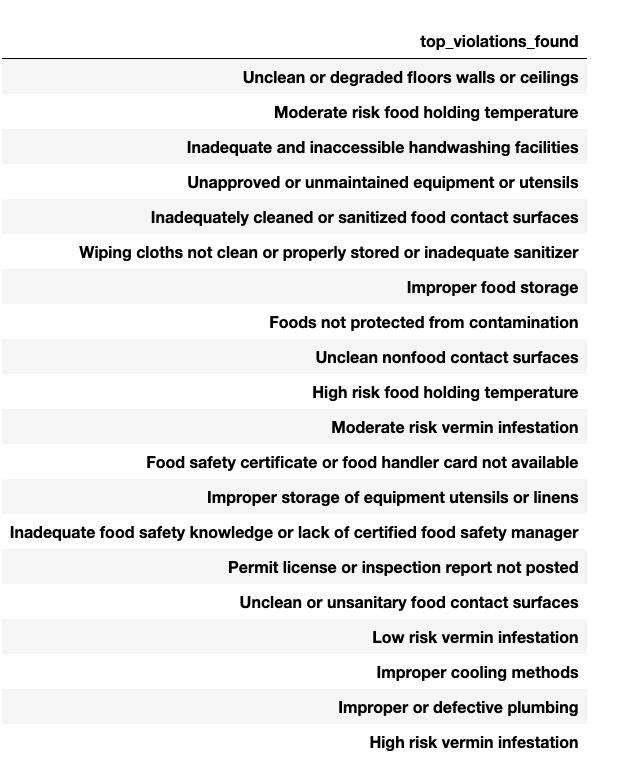 top_violations_found
Unclean or degraded floors walls or ceilings
Moderate risk food holding temperature
Inadequate and inaccessible handwashing facilities
Unapproved or unmaintained equipment or utensils
Inadequately cleaned or sanitized food contact surfaces
Wiping cloths not clean or properly stored or inadequate sanitizer
Improper food storage
Foods not protected from contamination
Unclean nonfood contact surfaces
High risk food holding temperature
Moderate risk vermin infestation
Food safety certificate or food handler card not available
Improper storage of equipment utensils or linens
Inadequate food safety knowledge or lack of certified food safety manager
Permit license or inspection report not posted
Unclean or unsanitary food contact surfaces
Low risk vermin infestation
Improper cooling methods
Improper or defective plumbing
High risk vermin infestation